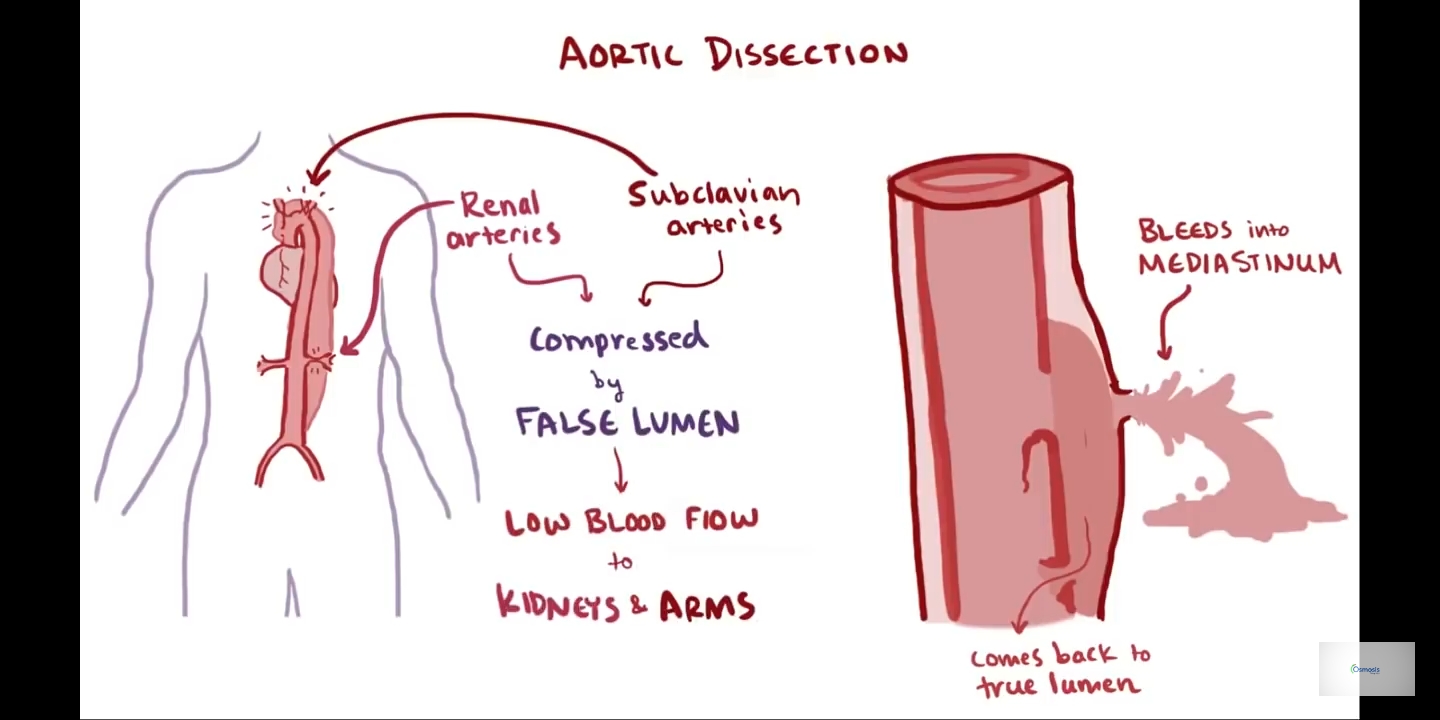 AORTIC DISSECTION
Renal
arteries
Subclavian
arteries
Compressed
by
FALSE LUMEN
LOW BLOOD FLOW
to
KIDNEYS & ARMS
BLEEDS into
MEDIASTINUM
comes back to
true lumen
Osmosis